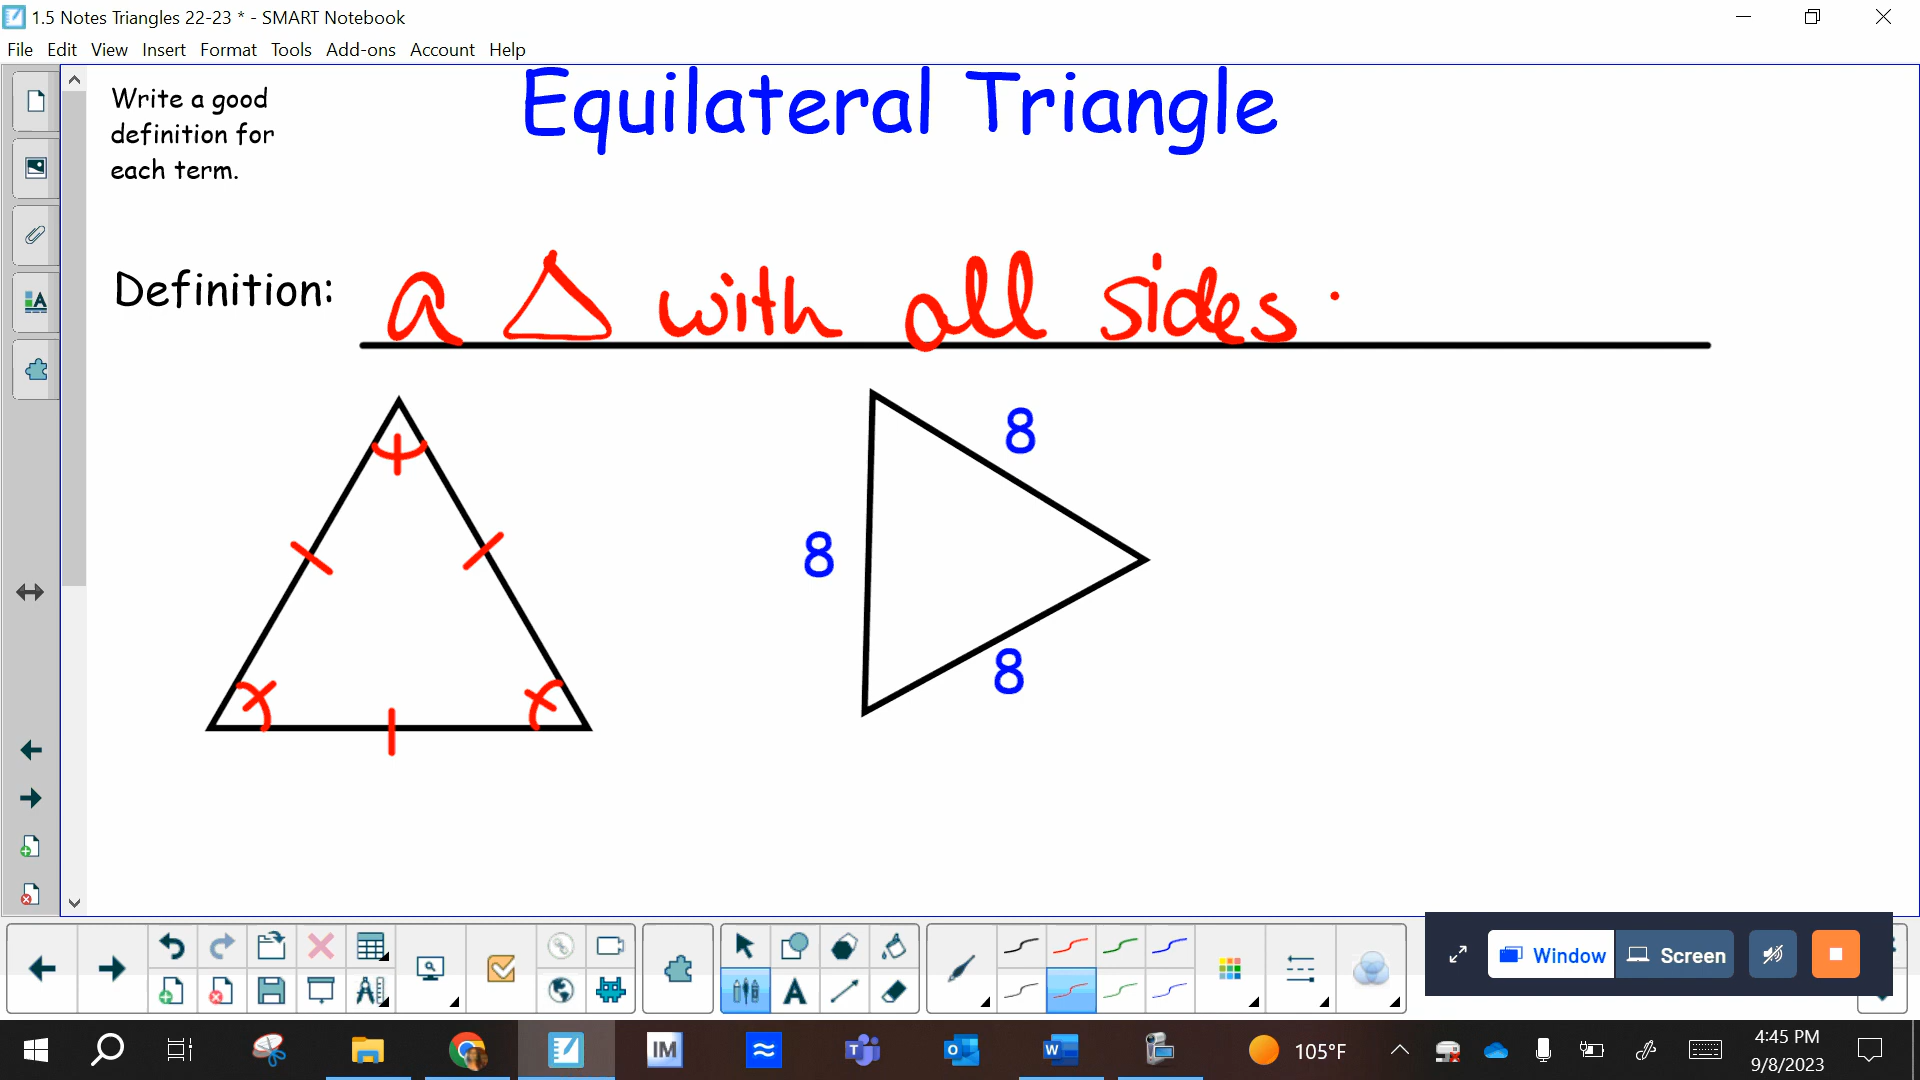 1.5 Notes Triangles 22-23 * - SMART Notebook
File Edit View Insert Format Tools Add-ons Account Help
Write a good
definition for
each term.
Equilateral Triangle
Definition: a △ with all sides
8
8
8
Window Screen
IM
105°F
4:45 PM
9/8/2023